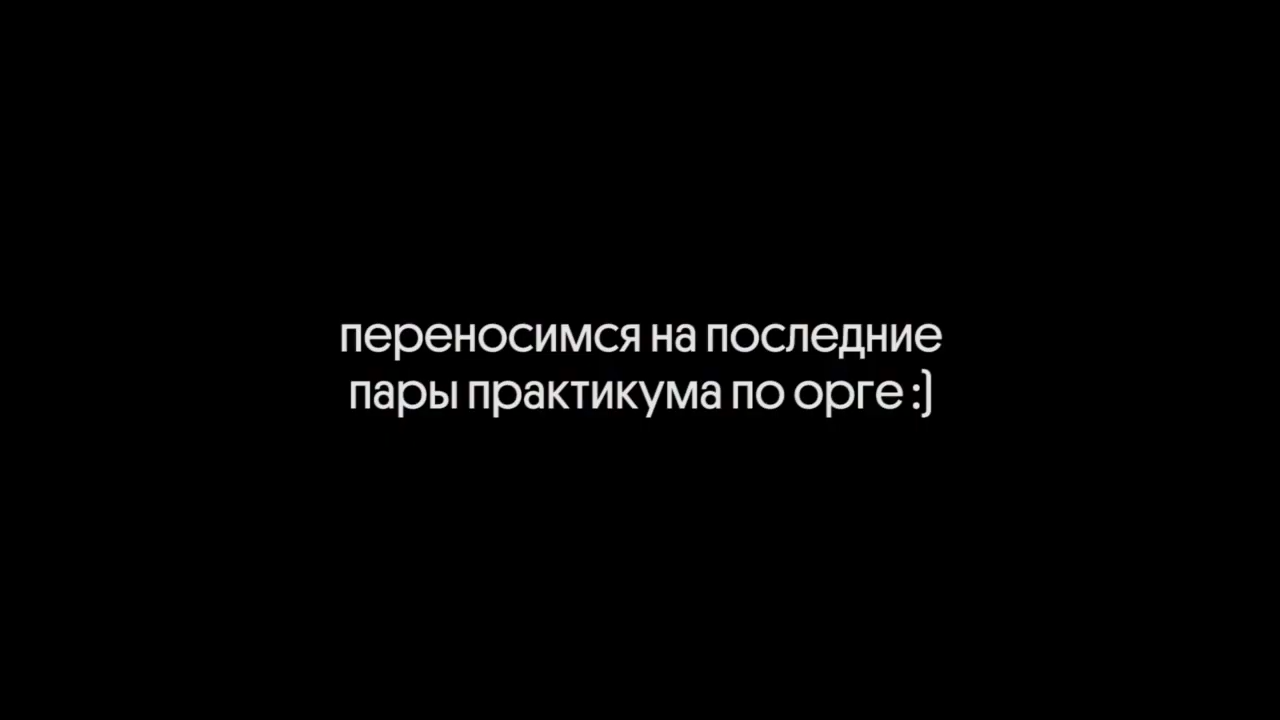 переносимся на последние
пары практикума по орге :)